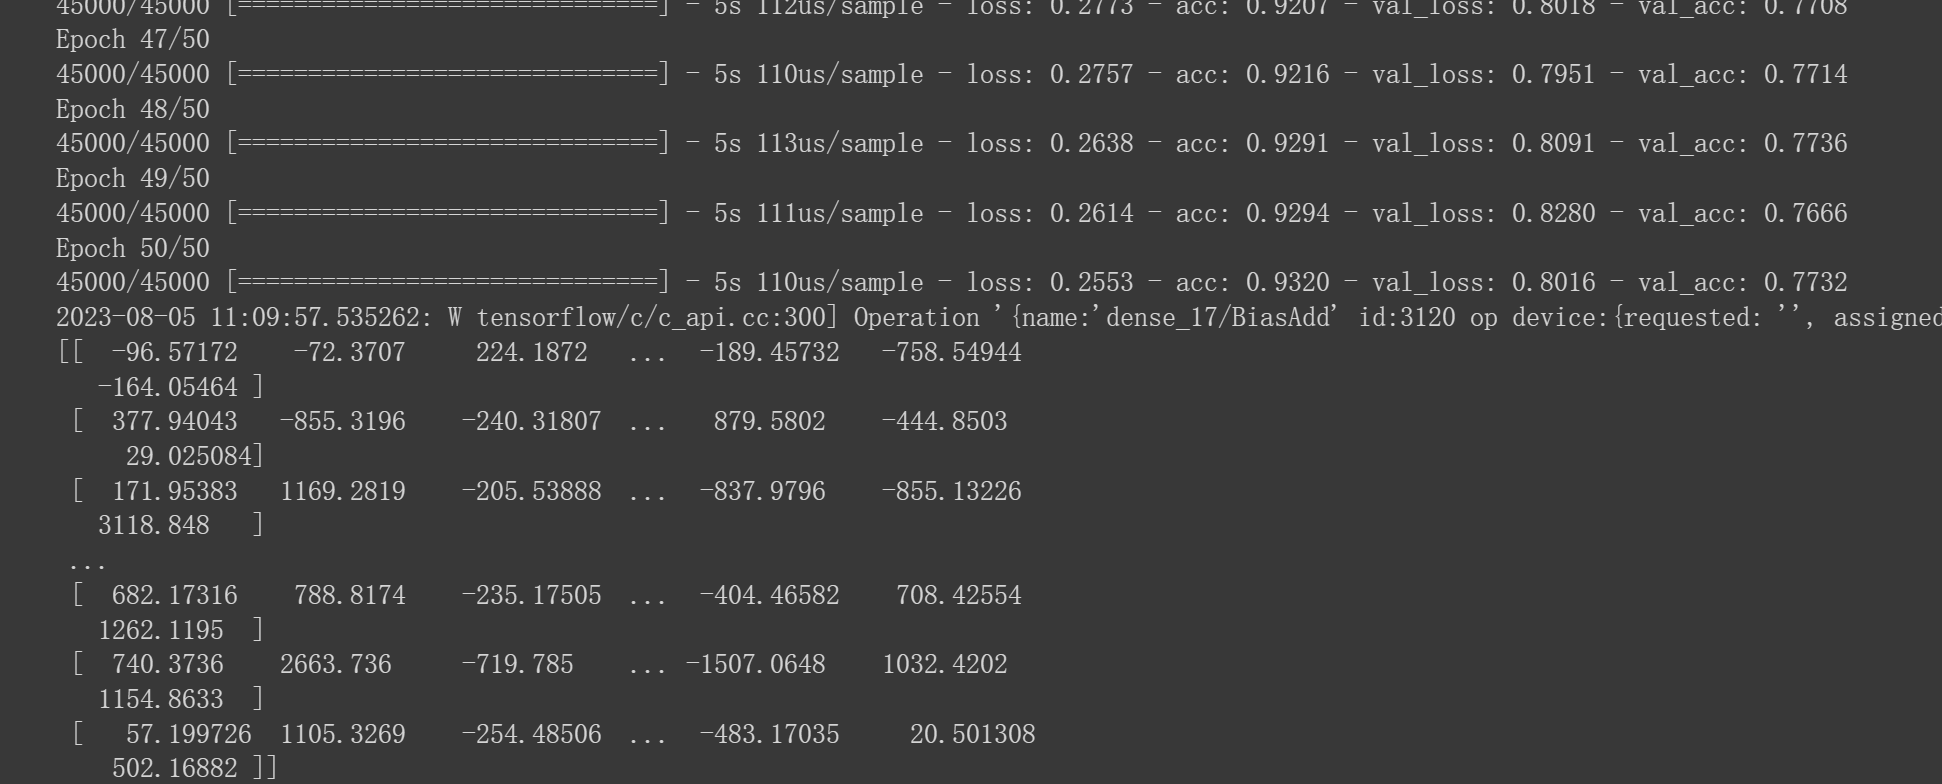 45000/45000 [==============================] - 5s 112us/sample - loss: 0.2773 - acc: 0.9207 - val_loss: 0.8018 - val_acc: 0.7708
Epoch 47/50
45000/45000 [==============================] - 5s 110us/sample - loss: 0.2757 - acc: 0.9216 - val_loss: 0.7951 - val_acc: 0.7714
Epoch 48/50
45000/45000 [==============================] - 5s 113us/sample - loss: 0.2638 - acc: 0.9291 - val_loss: 0.8091 - val_acc: 0.7736
Epoch 49/50
45000/45000 [==============================] - 5s 111us/sample - loss: 0.2614 - acc: 0.9294 - val_loss: 0.8280 - val_acc: 0.7666
Epoch 50/50
45000/45000 [==============================] - 5s 110us/sample - loss: 0.2553 - acc: 0.9320 - val_loss: 0.8016 - val_acc: 0.7732
2023-08-05 11:09:57.535262: W tensorflow/c/c_api.cc:300] Operation '{name:'dense_17/BiasAdd' id:3120 op device:{requested: '', assigned
[[  -96.57172    -72.3707     224.1872   ...  -189.45732   -758.54944
   -164.05464 ]
 [  377.94043   -855.3196    -240.31807  ...   879.5802    -444.8503
     29.025084]
 [  171.95383   1169.2819    -205.53888  ...  -837.9796    -855.13226
   3118.848   ]
 ...
 [  682.17316    788.8174    -235.17505  ...  -404.46582    708.42554
   1262.1195  ]
 [  740.3736    2663.736     -719.785    ... -1507.0648    1032.4202
   1154.8633  ]
 [   57.199726  1105.3269    -254.48506  ...  -483.17035     20.501308
    502.16882 ]]